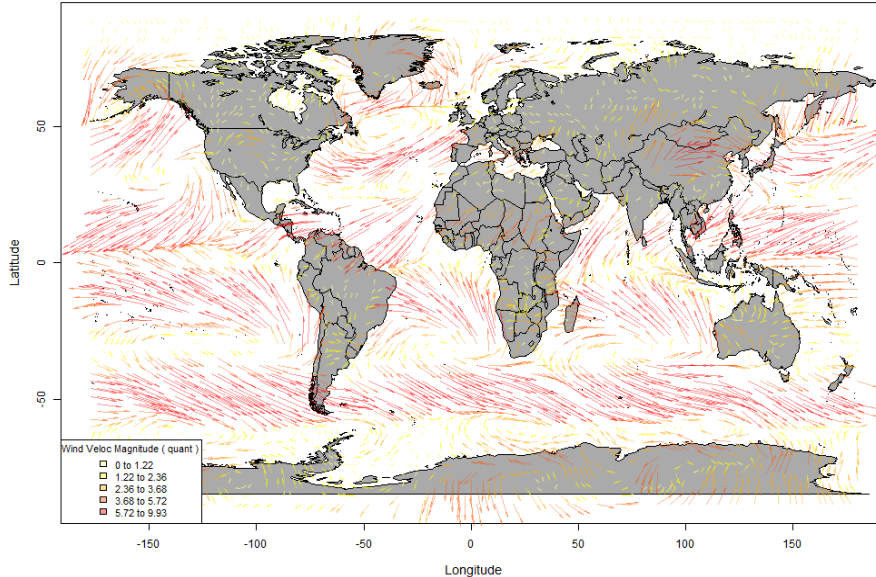 50
0
-50
Latitude
Wind Veloc Magnitude ( quant )
0 to 1.22
1.22 to 2.36
2.36 to 3.68
3.68 to 5.72
5.72 to 9.93
-150 -100 -50 0 50 100 150
Longitude